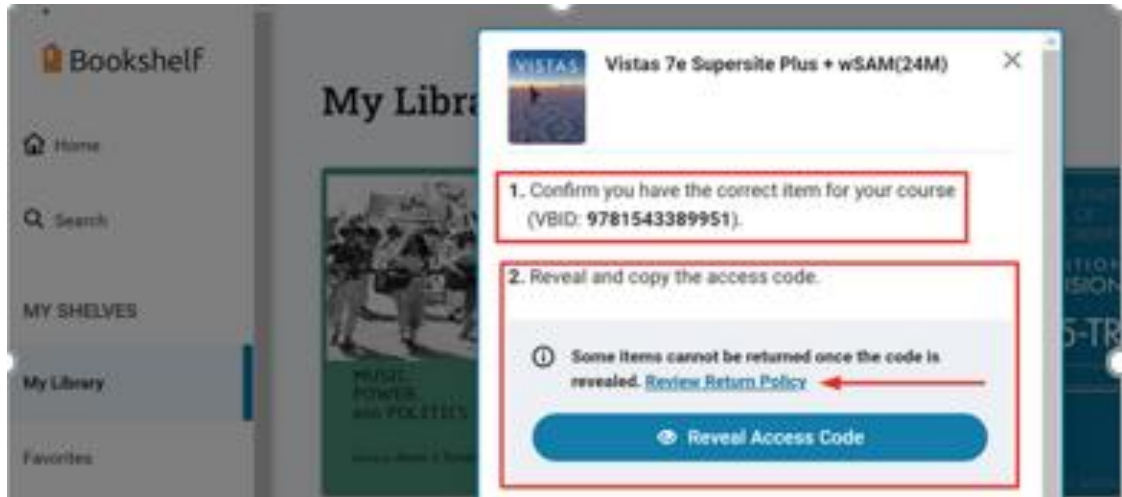 Bookshelf
Home
Search
MY SHELVES
My Library
Favorites
My Libra
MUSIC,
POWER,
AND POLITICS
VISTAS
Vistas 7e Supersite Plus + wSAM(24M)
1. Confirm you have the correct item for your course
(VBID: 9781543389951).
2. Reveal and copy the access code.
Some items cannot be returned once the code is
revealed. Review Return Policy
Reveal Access Code
5-TR